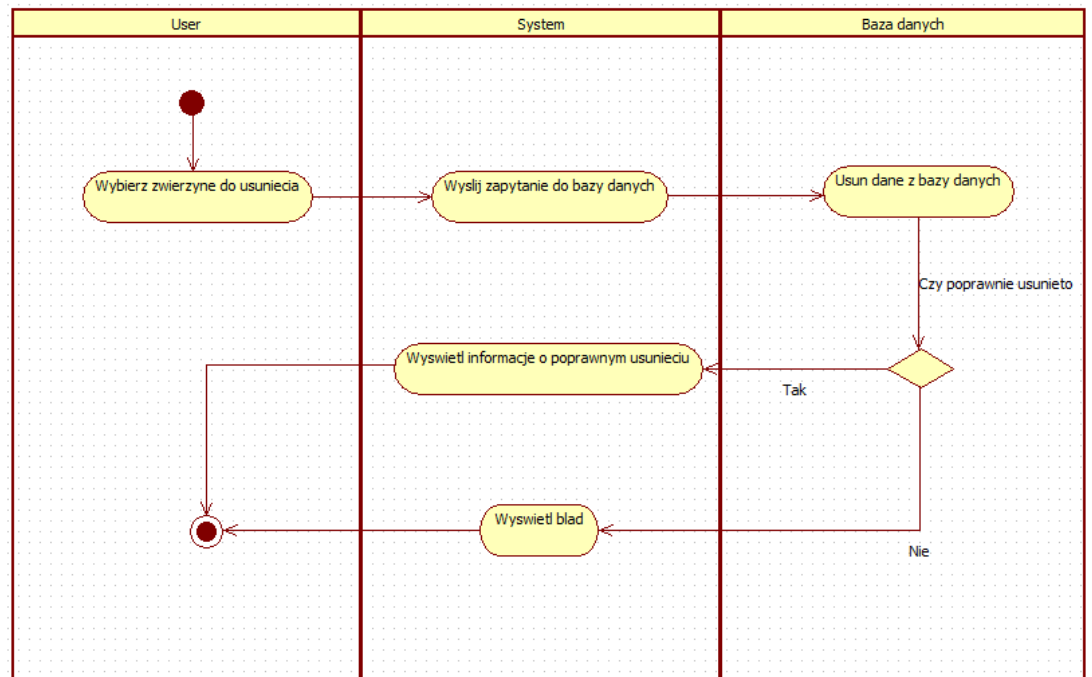 User
System
Baza danych
Wybierz zwierzyne do usuniecia
Wyslij zapytanie do bazy danych
Usun dane z bazy danych
Czy poprawnie usunieto
Wyswietl informacje o poprawnym usunieciu
Tak
Wyswietl blad
Nie